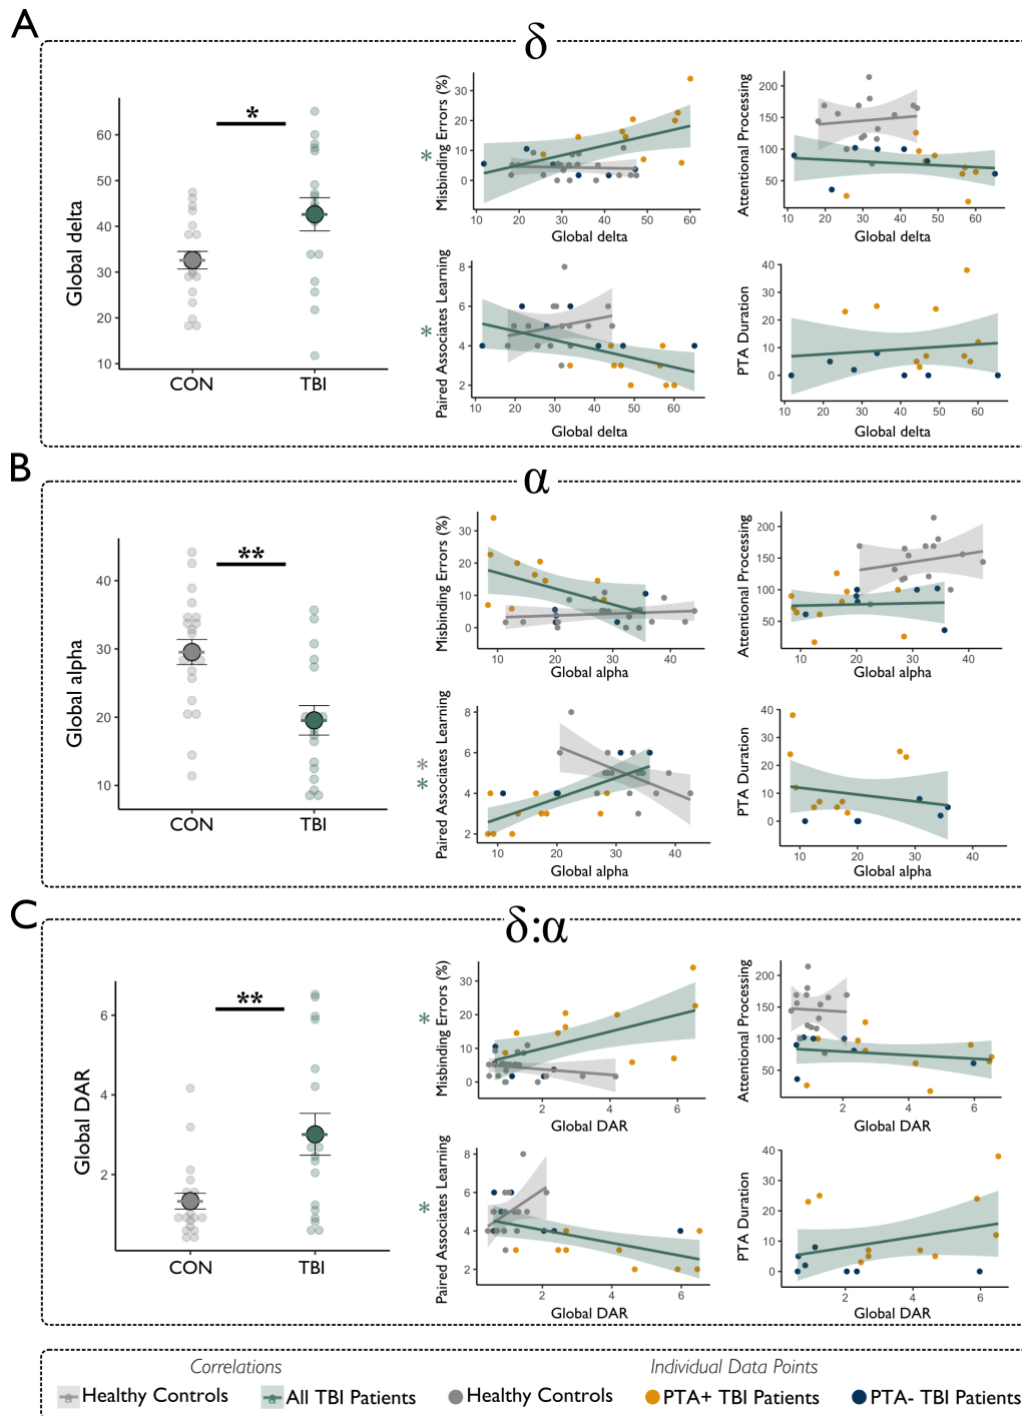 A
δ
60
50
40
30
20
10
Global delta
*
CON
TBI
*
Misbinding Errors (%)
30
20
10
0
10
20
30
40
50
60
Global delta
Attentional Processing
200
150
100
50
10
20
30
40
50
60
Global delta
*
Paired Associates Learning
8
6
4
2
10
20
30
40
50
60
Global delta
PTA Duration
40
30
20
10
0
10
20
30
40
50
60
Global delta
B
α
40
30
20
10
Global alpha
**
CON
TBI
Misbinding Errors (%)
30
20
10
0
10
20
30
40
Global alpha
Attentional Processing
200
150
100
50
10
20
30
40
Global alpha
*
*
Paired Associates Learning
8
6
4
2
10
20
30
40
Global alpha
PTA Duration
40
30
20
10
0
10
20
30
40
Global alpha
C
δ:α
6
4
2
Global DAR
**
CON
TBI
*
Misbinding Errors (%)
30
20
10
0
2
4
6
Global DAR
Attentional Processing
200
150
100
50
2
4
6
Global DAR
*
Paired Associates Learning
8
6
4
2
2
4
6
Global DAR
PTA Duration
40
30
20
10
0
2
4
6
Global DAR
Correlations
Individual Data Points
Healthy Controls
All TBI Patients
Healthy Controls
PTA+ TBI Patients
PTA- TBI Patients